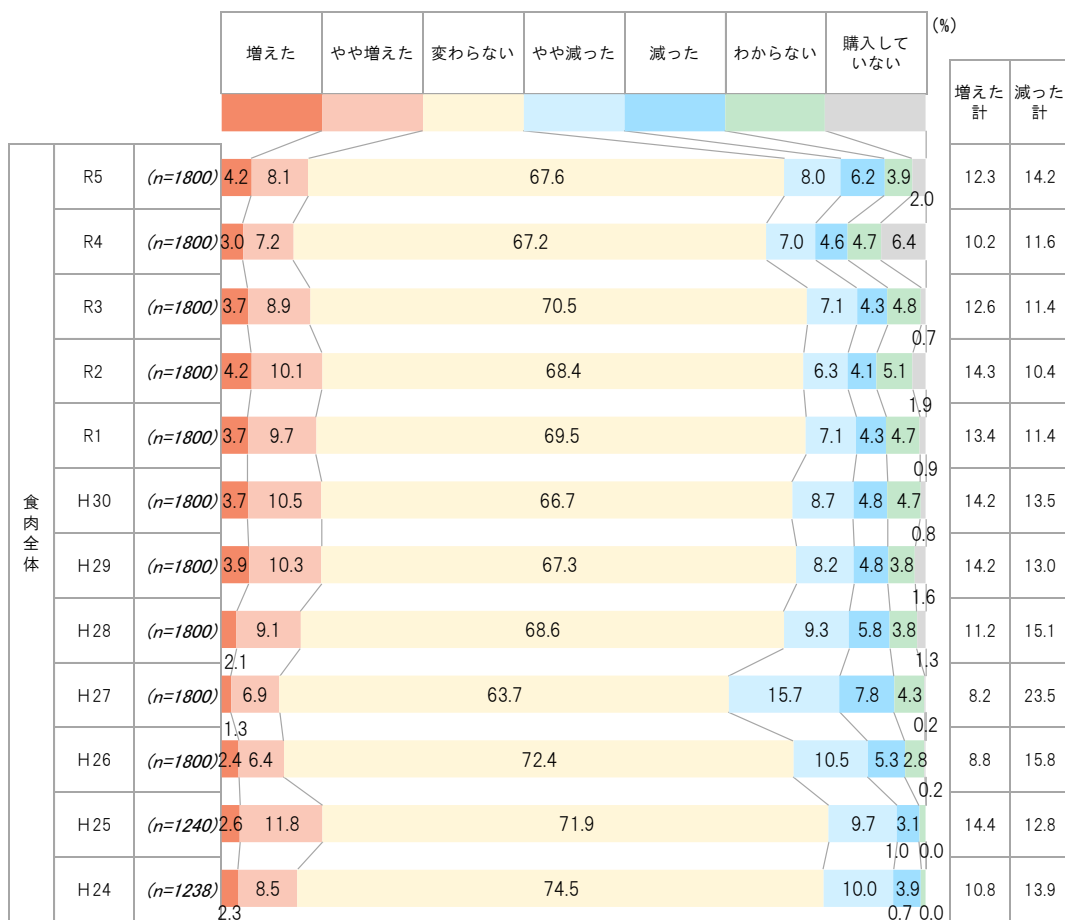 (%)
増えた やや増えた 変わらない やや減った 減った わからない 購入して
いない
増えた
計 減った
計
食肉全体
R5 (n=1800) 4.2 8.1 67.6 8.0 6.2 3.9 2.0 12.3 14.2
R4 (n=1800) 3.0 7.2 67.2 7.0 4.6 4.7 6.4 10.2 11.6
R3 (n=1800) 3.7 8.9 70.5 7.1 4.3 4.8 0.7 12.6 11.4
R2 (n=1800) 4.2 10.1 68.4 6.3 4.1 5.1 1.9 14.3 10.4
R1 (n=1800) 3.7 9.7 69.5 7.1 4.3 4.7 0.9 13.4 11.4
H30 (n=1800) 3.7 10.5 66.7 8.7 4.8 4.7 0.8 14.2 13.5
H29 (n=1800) 3.9 10.3 67.3 8.2 4.8 3.8 1.6 14.2 13.0
H28 (n=1800) 2.1 9.1 68.6 9.3 5.8 3.8 1.3 11.2 15.1
H27 (n=1800) 1.3 6.9 63.7 15.7 7.8 4.3 0.2 8.2 23.5
H26 (n=1800) 2.4 6.4 72.4 10.5 5.3 2.8 0.2 8.8 15.8
H25 (n=1240) 2.6 11.8 71.9 9.7 3.1 1.0 0.0 14.4 12.8
H24 (n=1238) 2.3 8.5 74.5 10.0 3.9 0.7 0.0 10.8 13.9